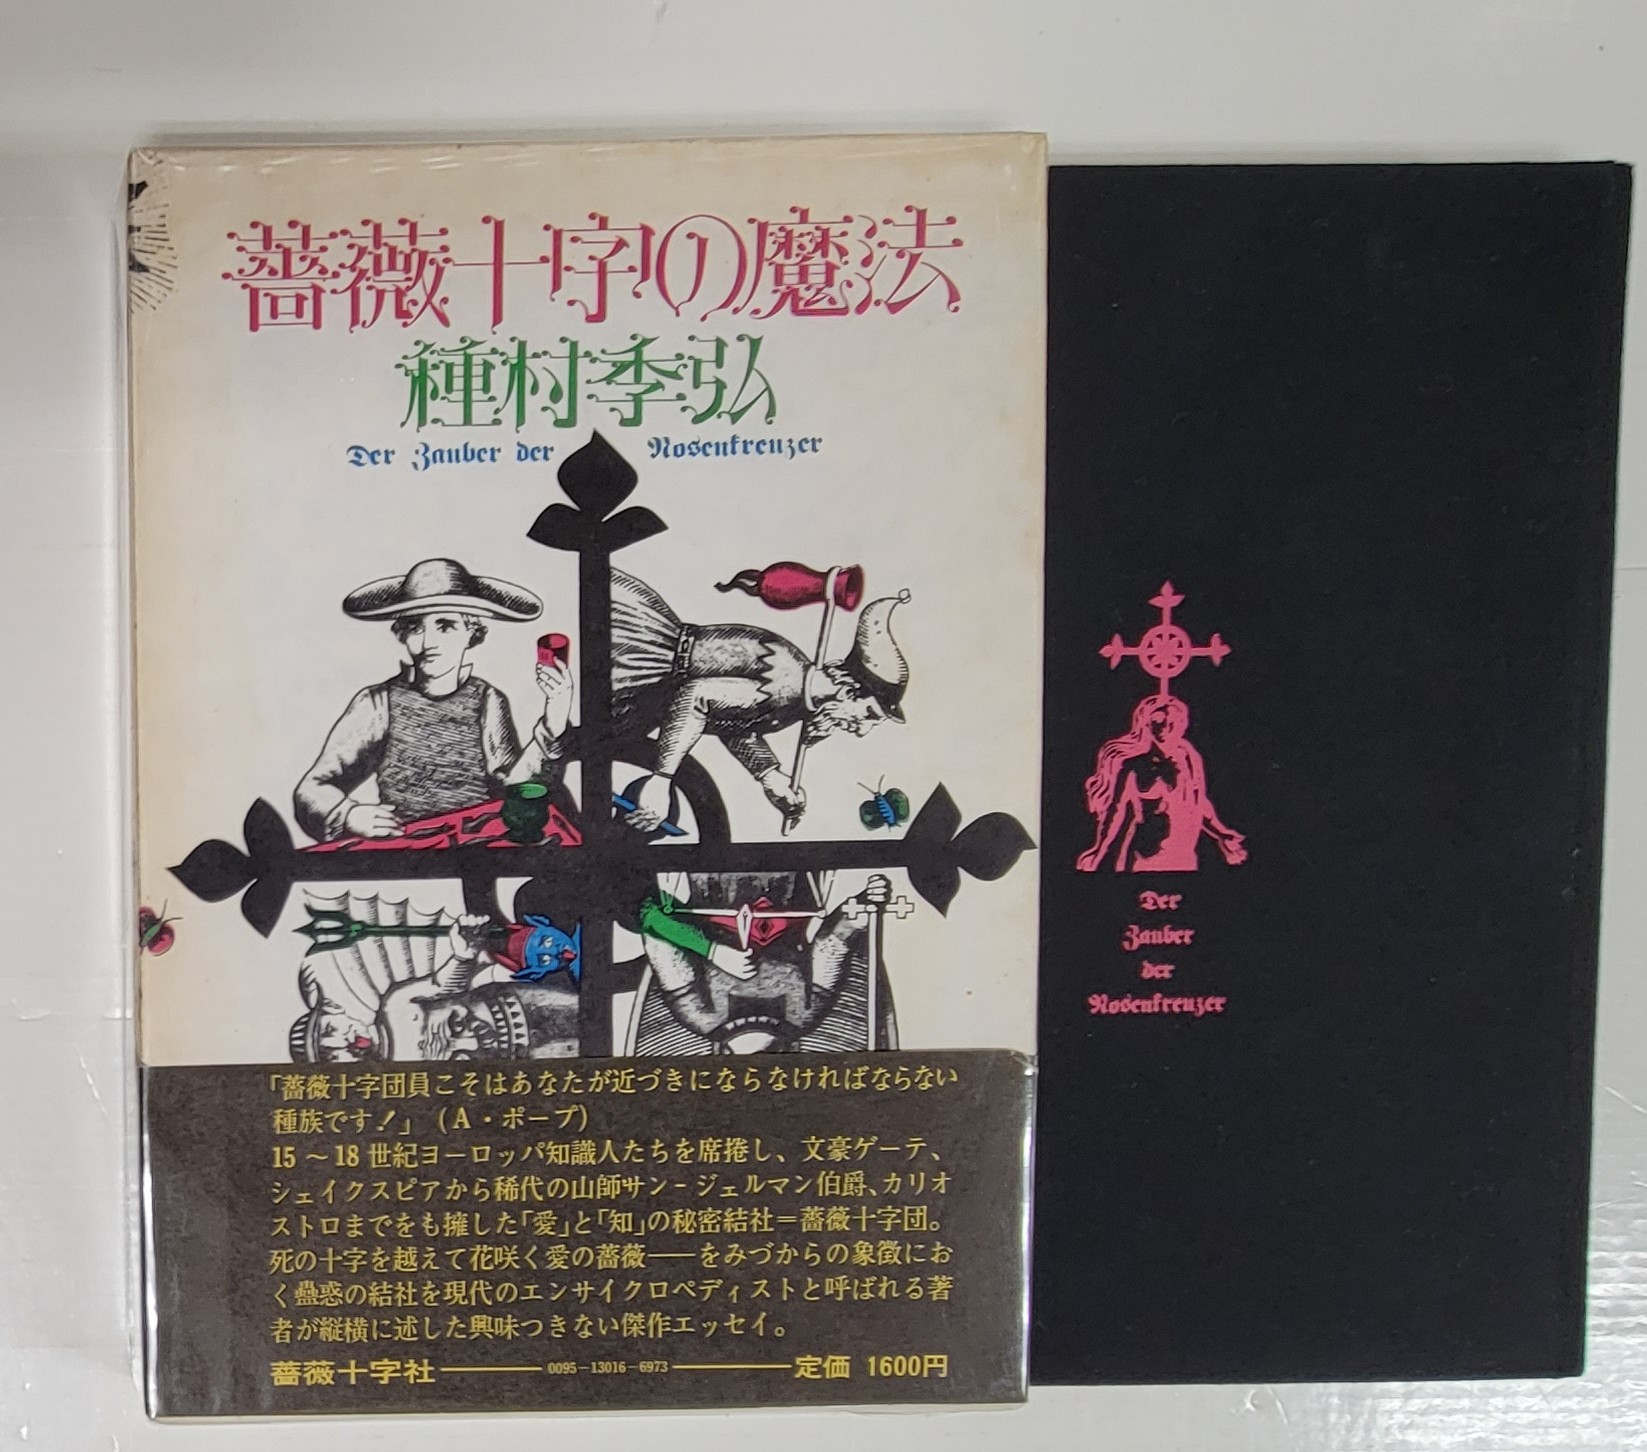 薔薇十字の魔法
種村季弘
Der Zauber der Rosenkreuzer
「薔薇十字団員こそはあなたが近づきにならなければならない
種族です!」(A・ポープ)
15～18世紀ヨーロッパ知識人たちを席捲し、文豪ゲーテ、
シェイクスピアから稀代の山師サン-ジェルマン伯爵、カリオ
ストロまでをも擁した「愛」と「知」の秘密結社＝薔薇十字団。
死の十字を越えて花咲く愛の薔薇――をみづからの象徴にお
く蠱惑の結社を現代のエンサイクロペディストと呼ばれる著
者が縦横に述した興味つきない傑作エッセイ。
薔薇十字社――0095-13016-6973――定価 1600円
Der
Zauber
der
Rosenkreuzer